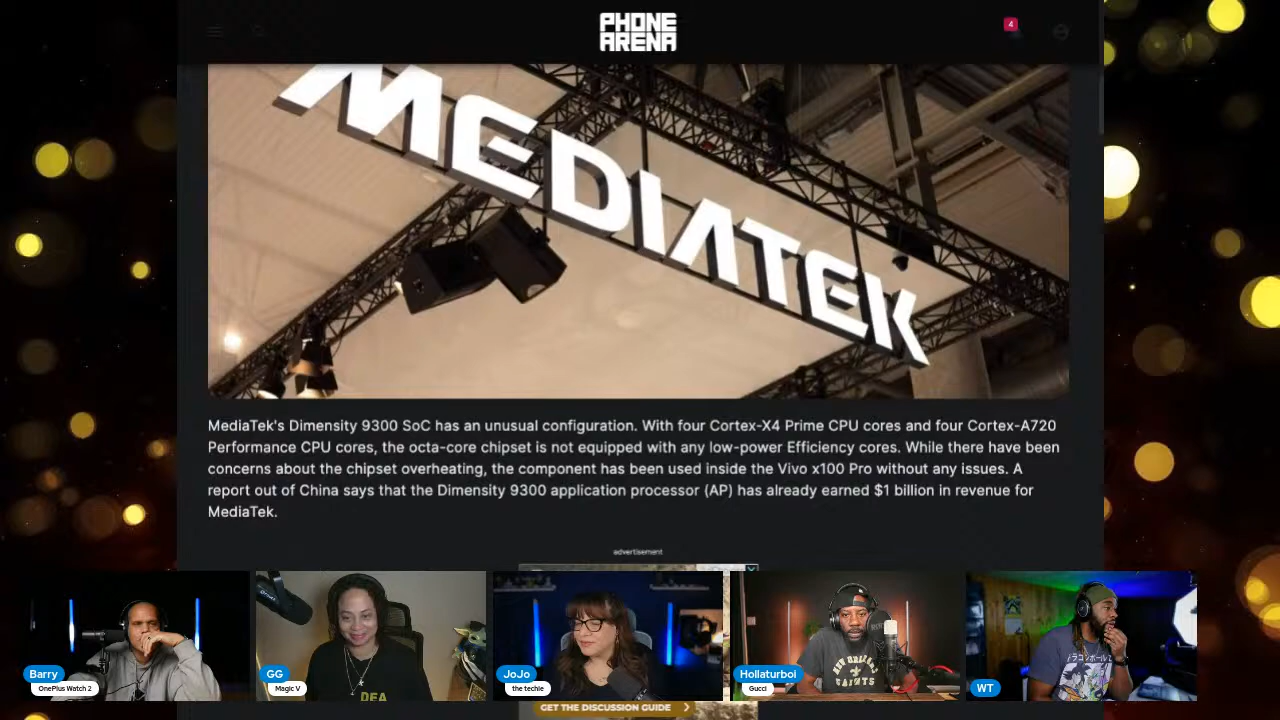 PHONE
ARENA
4
MEDIATEK
MediaTek's Dimensity 9300 SoC has an unusual configuration. With four Cortex-X4 Prime CPU cores and four Cortex-A720
Performance CPU cores, the octa-core chipset is not equipped with any low-power Efficiency cores. While there have been
concerns about the chipset overheating, the component has been used inside the Vivo x100 Pro without any issues. A
report out of China says that the Dimensity 9300 application processor (AP) has already earned $1 billion in revenue for
MediaTek.
advertisement
Barry
OnePlus Watch 2
GG
Magic V
DEA
JoJo
the techie
Hollaturboi
Gucci
NEW ORLEANS
SAINTS
WT
GET THE DISCUSSION GUIDE